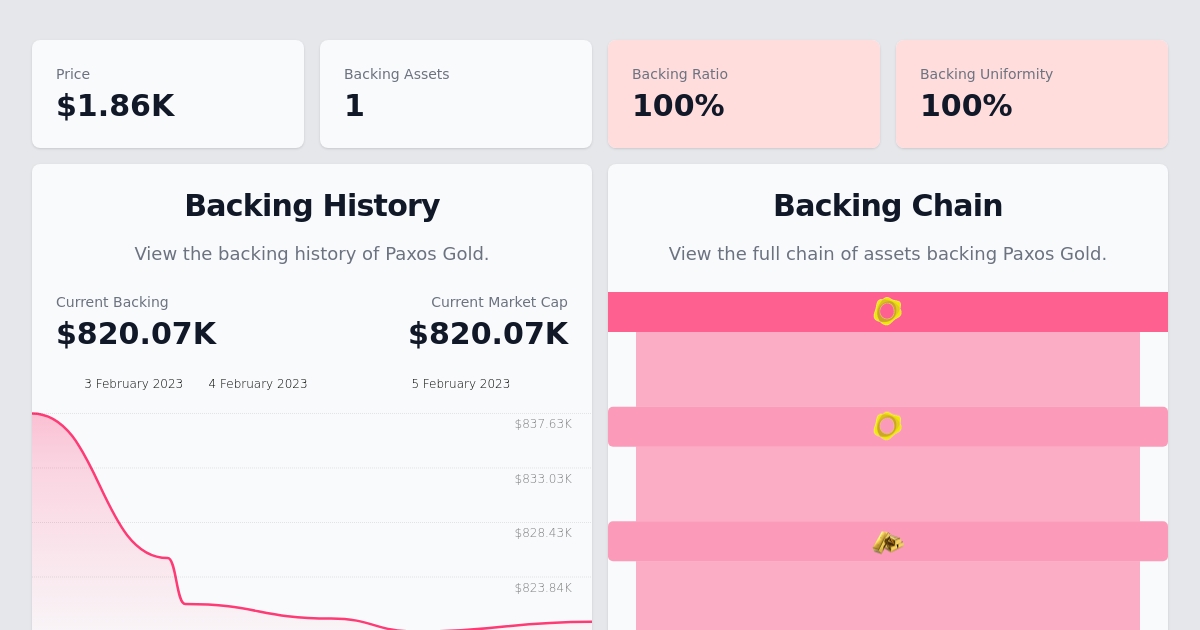 Price
$1.86K
Backing Assets
1
Backing Ratio
100%
Backing Uniformity
100%
Backing History
View the backing history of Paxos Gold.
Current Backing
$820.07K
Current Market Cap
$820.07K
3 February 2023
4 February 2023
5 February 2023
$837.63K
$833.03K
$828.43K
$823.84K
Backing Chain
View the full chain of assets backing Paxos Gold.